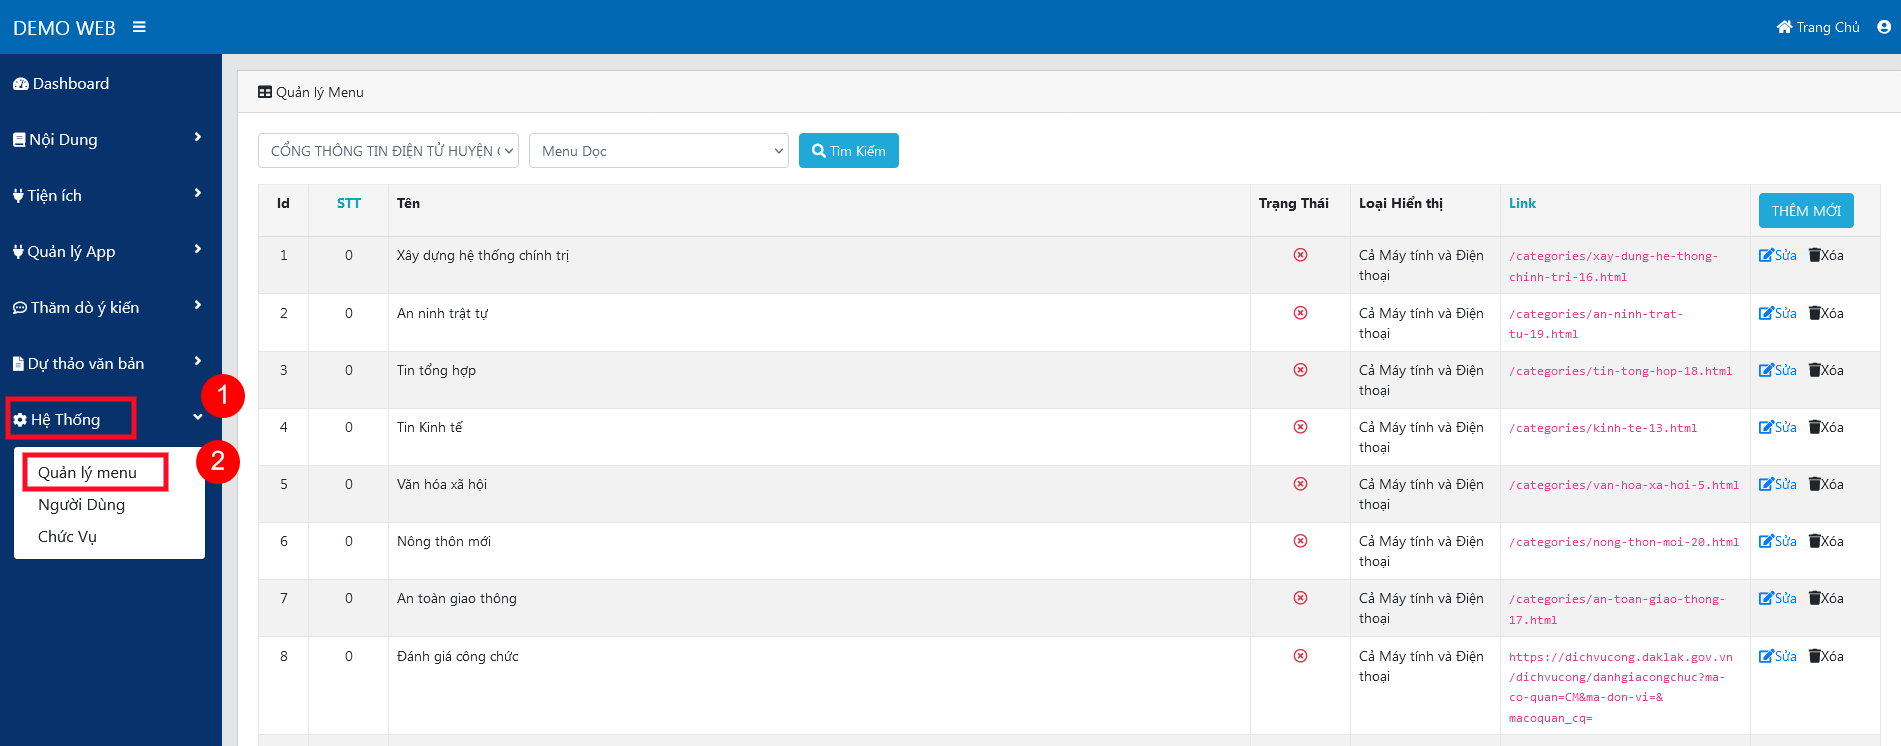 DEMO WEB
Trang Chủ
Dashboard
Nội Dung
Tiện ích
Quản lý App
Thăm dò ý kiến
Dự thảo văn bản
Hệ Thống
1
Quản lý menu
2
Người Dùng
Chức Vụ
Quản lý Menu
CỔNG THÔNG TIN ĐIỆN TỬ HUYỆN
Menu Dọc
Tìm Kiếm
Id STT Tên Trạng Thái Loại Hiển thị Link THÊM MỚI
1 0 Xây dựng hệ thống chính trị Cả Máy tính và Điện /categories/xay-dung-he-thong- Sửa Xóa
thoại chinh-tri-16.html
2 0 An ninh trật tự Cả Máy tính và Điện /categories/an-ninh-trat- Sửa Xóa
thoại tu-19.html
3 0 Tin tổng hợp Cả Máy tính và Điện /categories/tin-tong-hop-18.html Sửa Xóa
thoại
4 0 Tin Kinh tế Cả Máy tính và Điện /categories/kinh-te-13.html Sửa Xóa
thoại
5 0 Văn hóa xã hội Cả Máy tính và Điện /categories/van-hoa-xa-hoi-5.html Sửa Xóa
thoại
6 0 Nông thôn mới Cả Máy tính và Điện /categories/nong-thon-moi-20.html Sửa Xóa
thoại
7 0 An toàn giao thông Cả Máy tính và Điện /categories/an-toan-giao-thong- Sửa Xóa
thoại 17.html
8 0 Đánh giá công chức Cả Máy tính và Điện https://dichvucong.daklak.gov.vn Sửa Xóa
thoại /dichvucong/danhgiacongchuc?ma-
co-quan=CM&ma-don-vi=&
macoquan_cq=